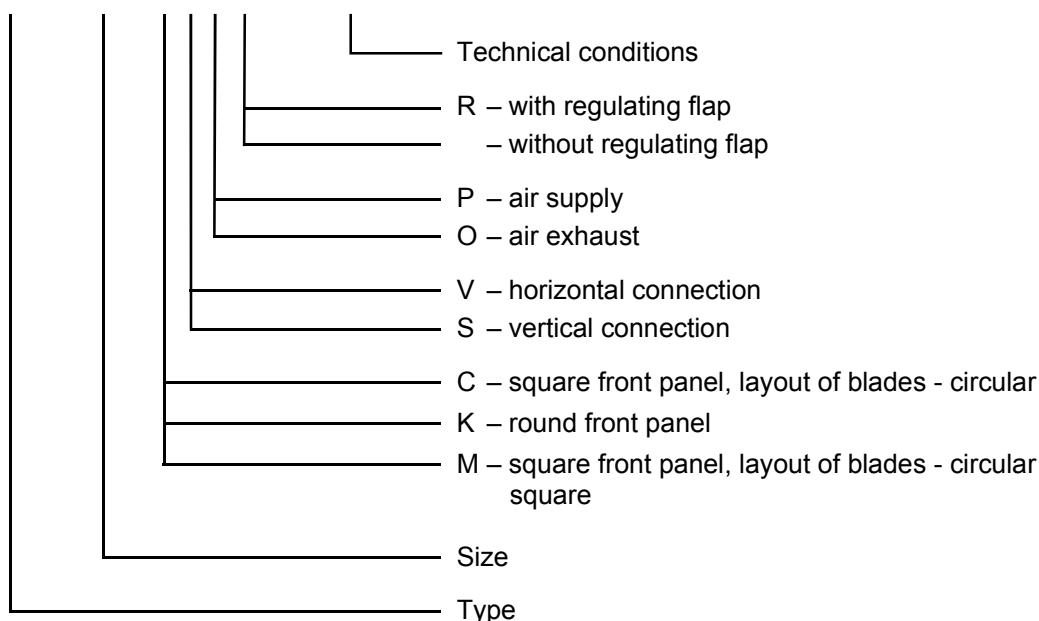 Technical conditions
R – with regulating flap
– without regulating flap
P – air supply
O – air exhaust
V – horizontal connection
S – vertical connection
C – square front panel, layout of blades - circular
K – round front panel
M – square front panel, layout of blades - circular
square
Size
Type